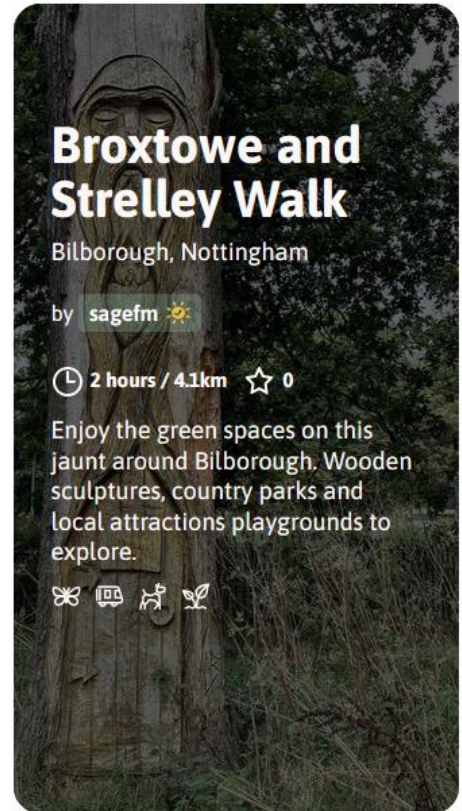 Broxtowe and
Strelley Walk
Bilborough, Nottingham
by sagefm
2 hours / 4.1km 0
Enjoy the green spaces on this
jaunt around Bilborough. Wooden
sculptures, country parks and
local attractions playgrounds to
explore.